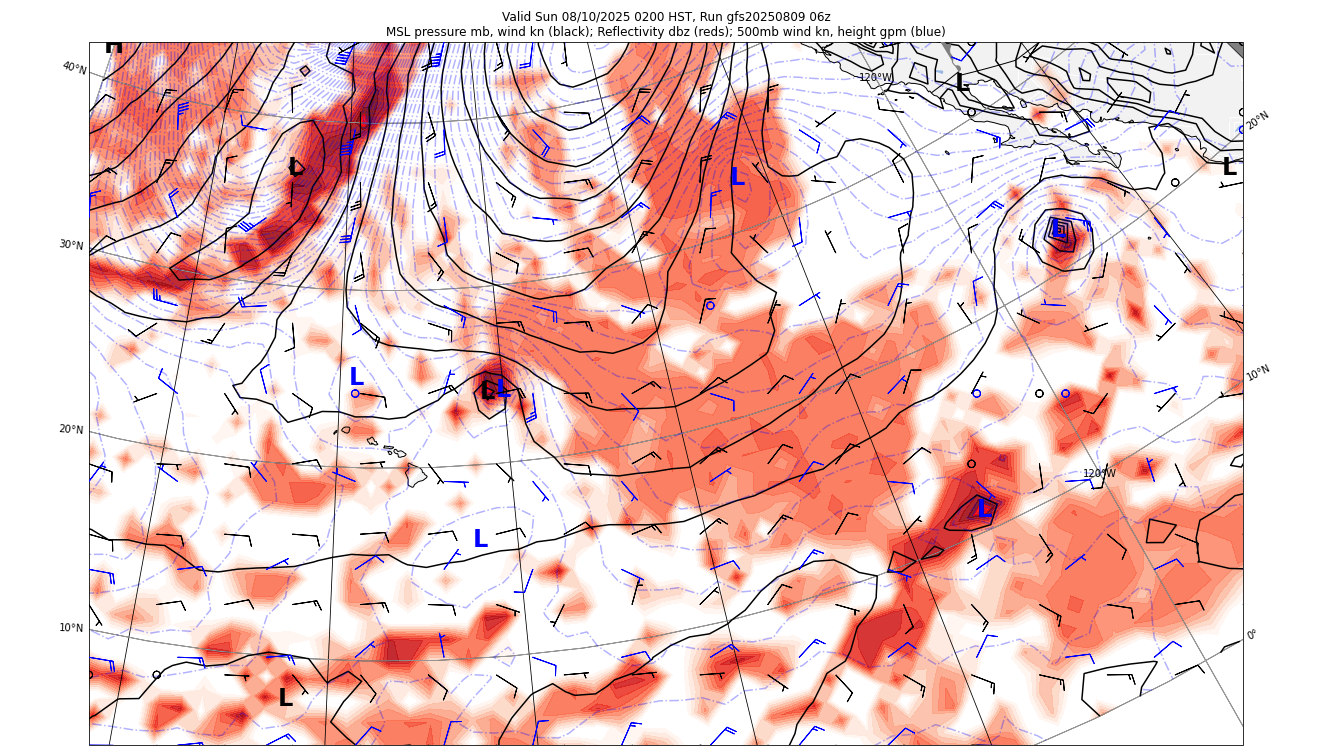 Valid Sun 08/10/2025 0200 HST, Run gfs20250809 06z
MSL pressure mb, wind kn (black); Reflectivity dbz (reds); 500mb wind kn, height gpm (blue)
H
40°N
120°W
L
20°N
L
L
L
L
30°N
L
10°N
L
L
L
20°N
120°W
L
L
10°N
0°
L